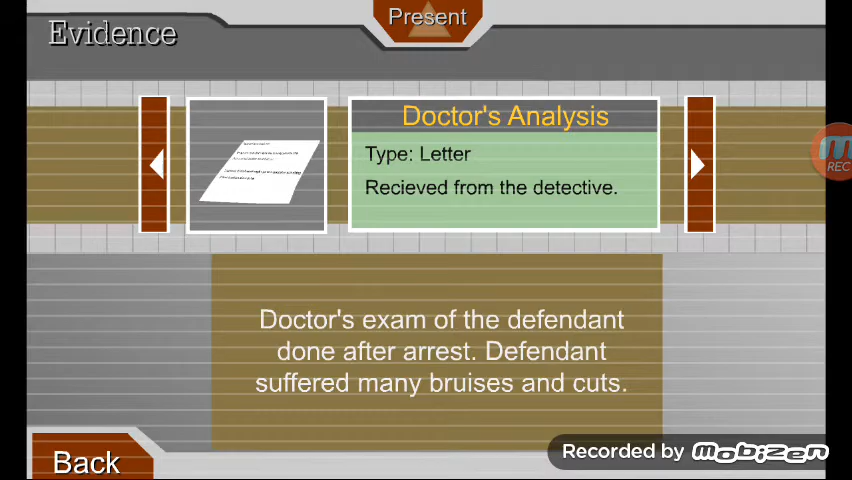 Present
Evidence
Doctor's Analysis
Type: Letter
Recieved from the detective.
REC
Doctor's exam of the defendant
done after arrest. Defendant
suffered many bruises and cuts.
Recorded by mobizen
Back